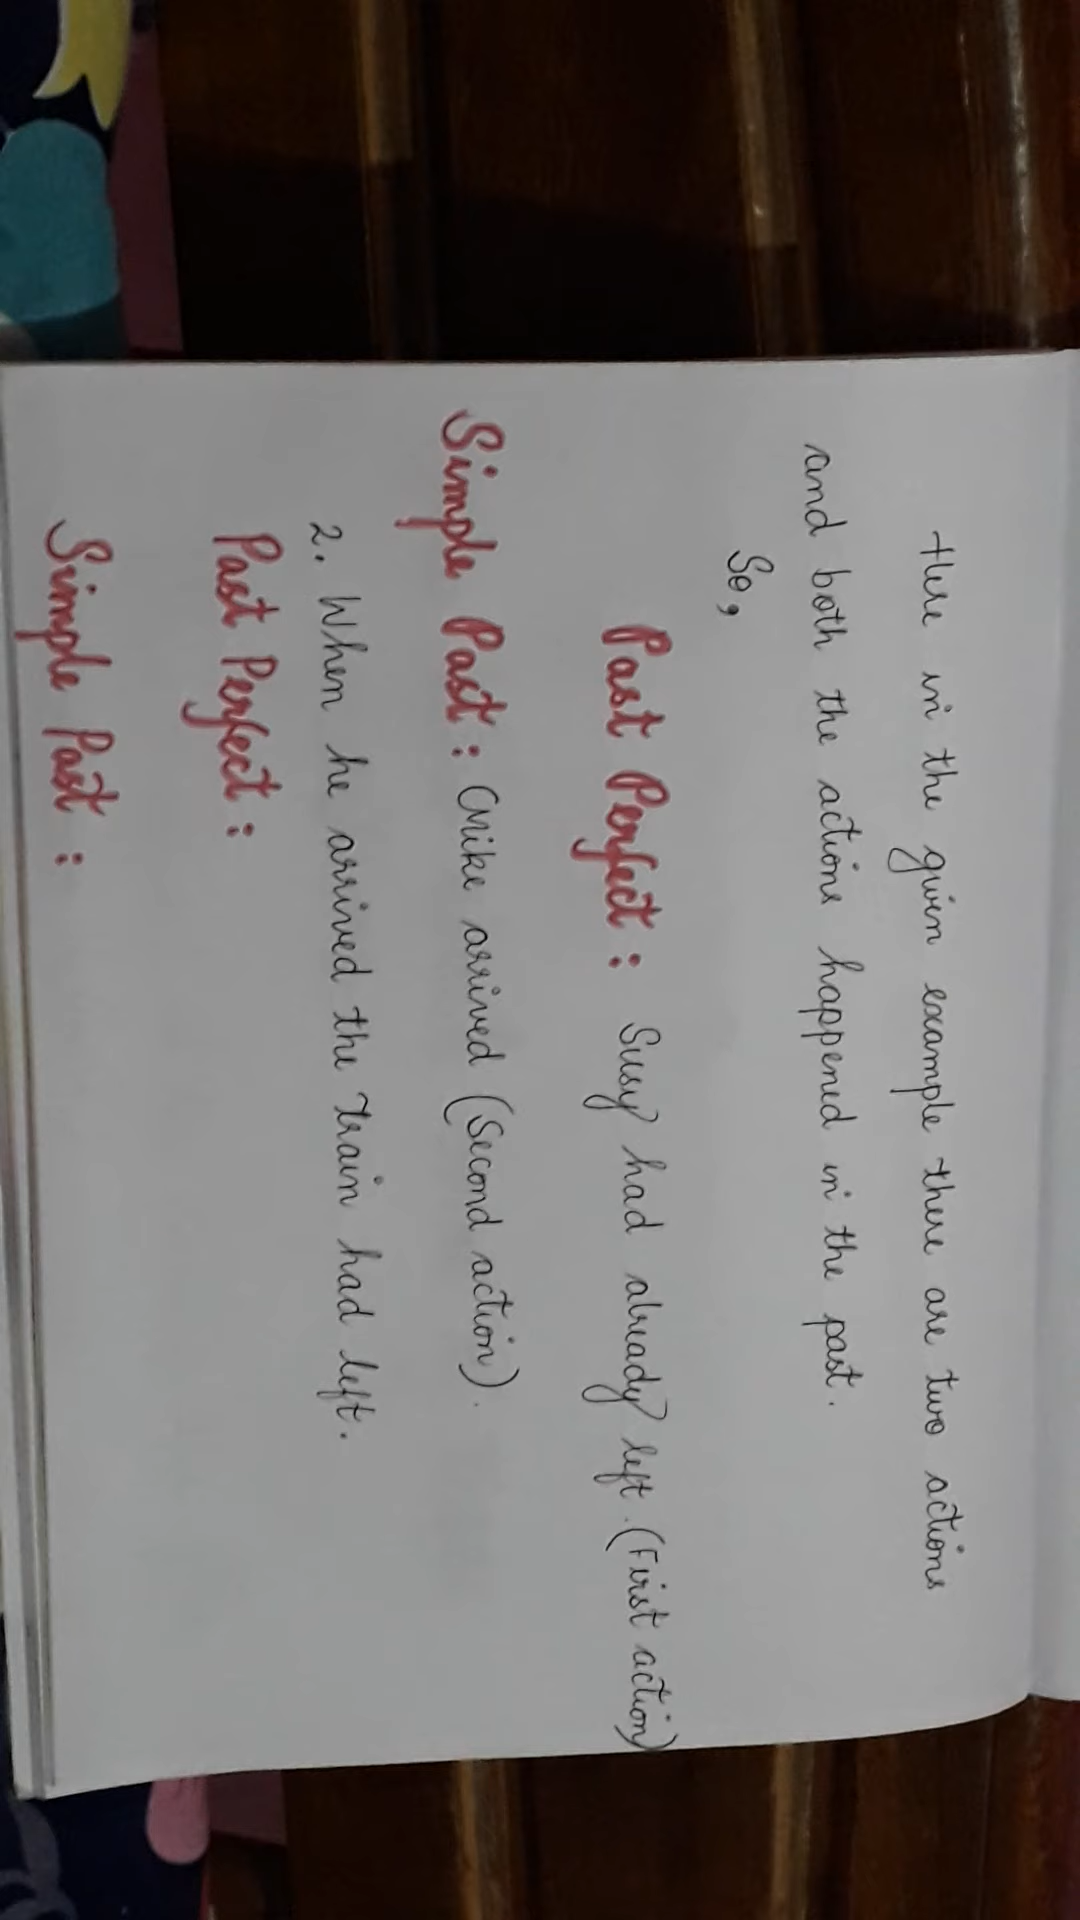 Here in the given example there are two actions
and both the actions happened in the past.
So,
Past Perfect : Susy had already left. (First action)
Simple Past : Mike arrived (Second action).
2. When he arrived the train had left.
Past Perfect :
Simple Past :